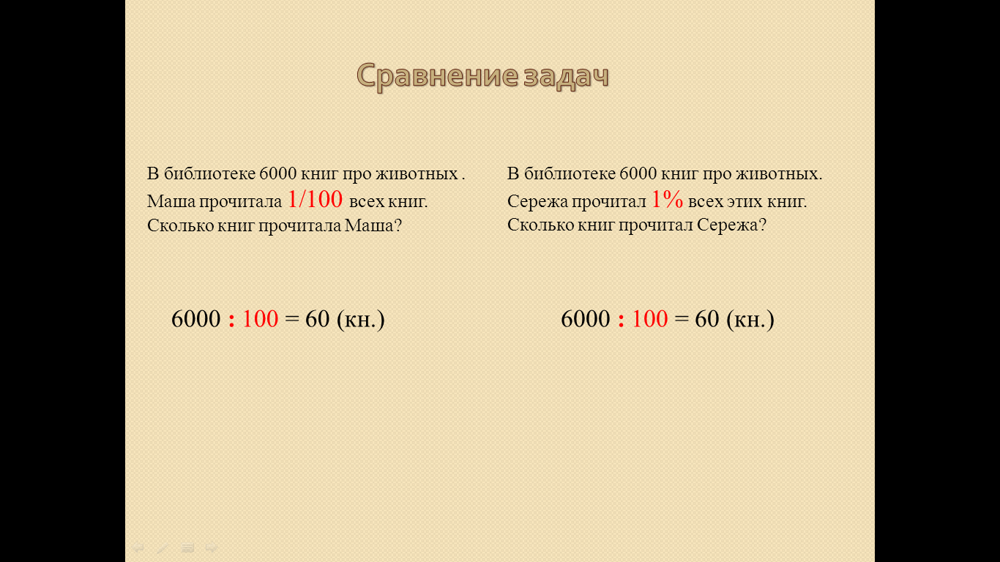 Сравнение задач
В библиотеке 6000 книг про животных .
Маша прочитала 1/100 всех книг.
Сколько книг прочитала Маша?
6000 : 100 = 60 (кн.)
В библиотеке 6000 книг про животных.
Сережа прочитал 1% всех этих книг.
Сколько книг прочитал Сережа?
6000 : 100 = 60 (кн.)